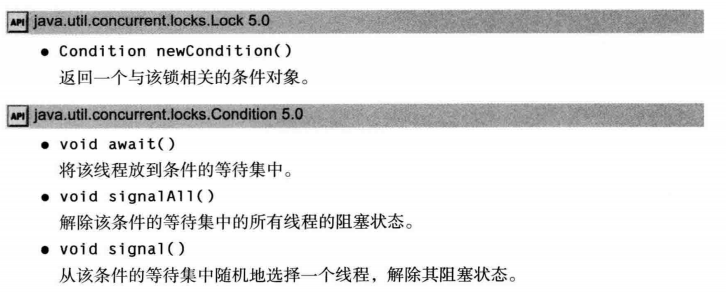 API java.util.concurrent.locks.Lock 5.0
● Condition newCondition()
返回一个与该锁相关的条件对象。
API java.util.concurrent.locks.Condition 5.0
● void await()
将该线程放到条件的等待集中。
● void signalAll()
解除该条件的等待集中的所有线程的阻塞状态。
● void signal()
从该条件的等待集中随机地选择一个线程，解除其阻塞状态。